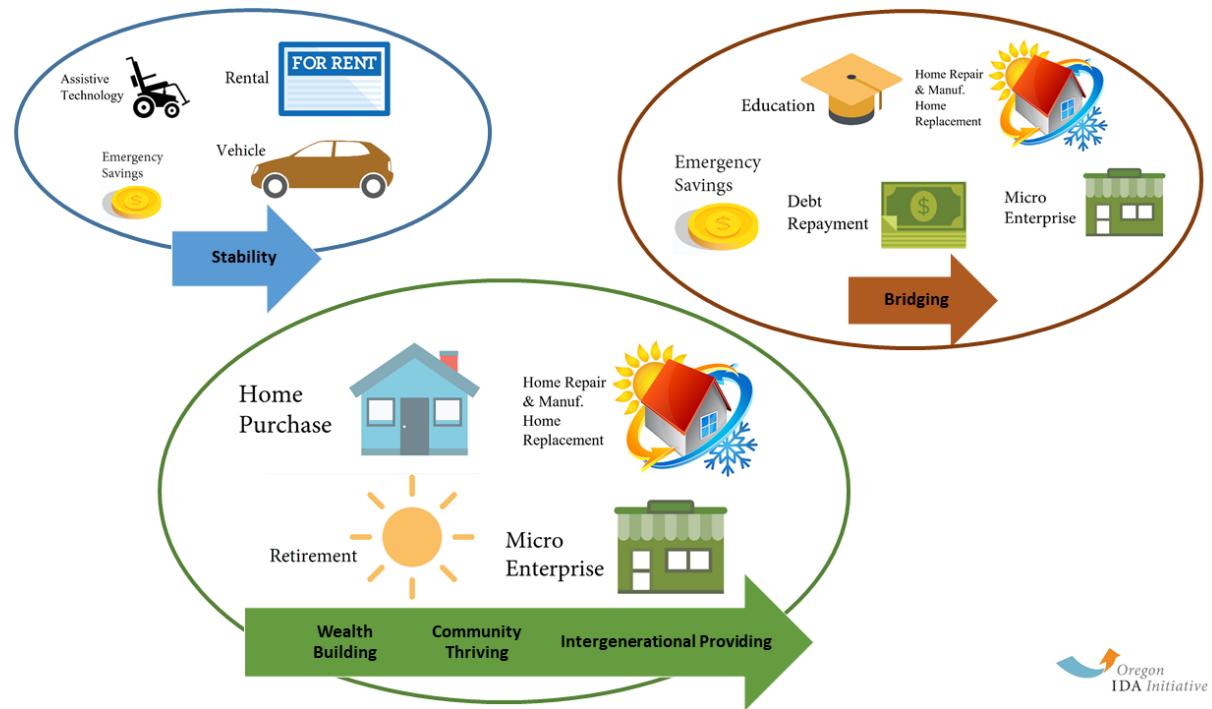 Assistive
Technology
Rental
FOR RENT
Emergency
Savings
Vehicle
Stability
Education
Home Repair
& Manuf.
Home
Replacement
Emergency
Savings
Debt
Repayment
Micro
Enterprise
Bridging
Home
Purchase
Home Repair
& Manuf.
Home
Replacement
Retirement
Micro
Enterprise
Wealth
Building
Community
Thriving
Intergenerational Providing
Oregon
IDA Initiative